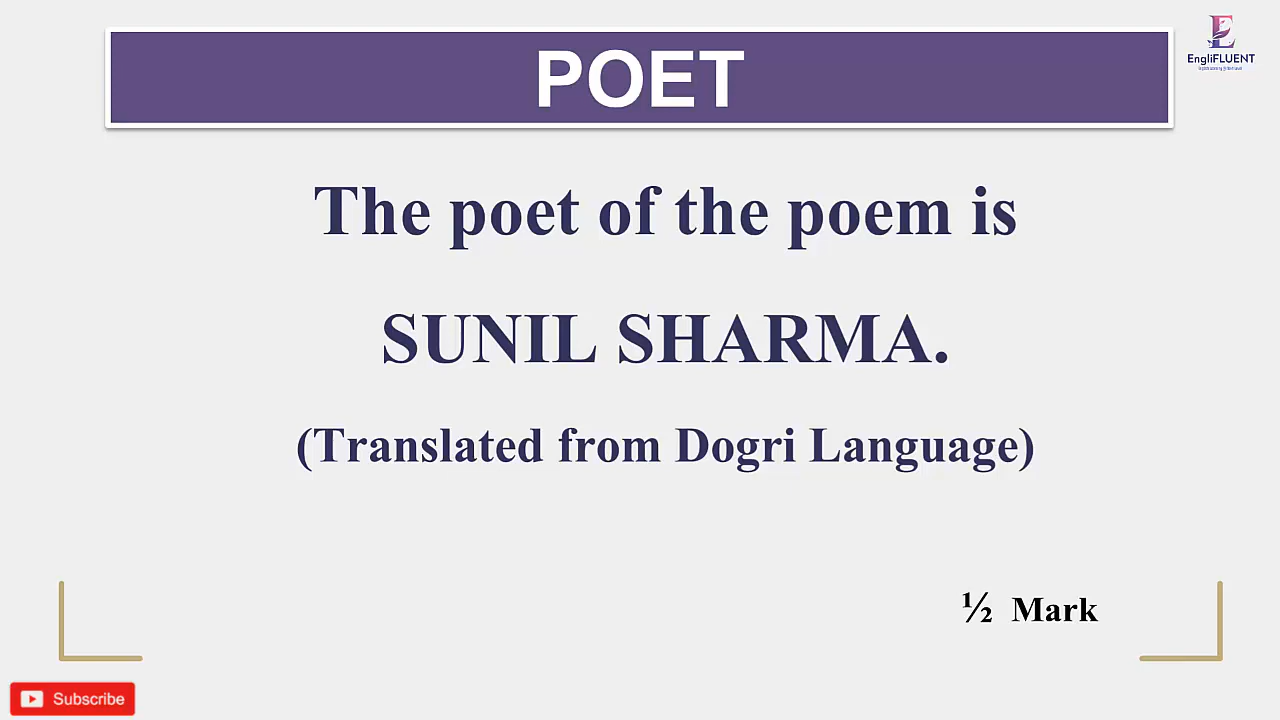 POET
EngliFLUENT
The poet of the poem is
SUNIL SHARMA.
(Translated from Dogri Language)
½ Mark
Subscribe